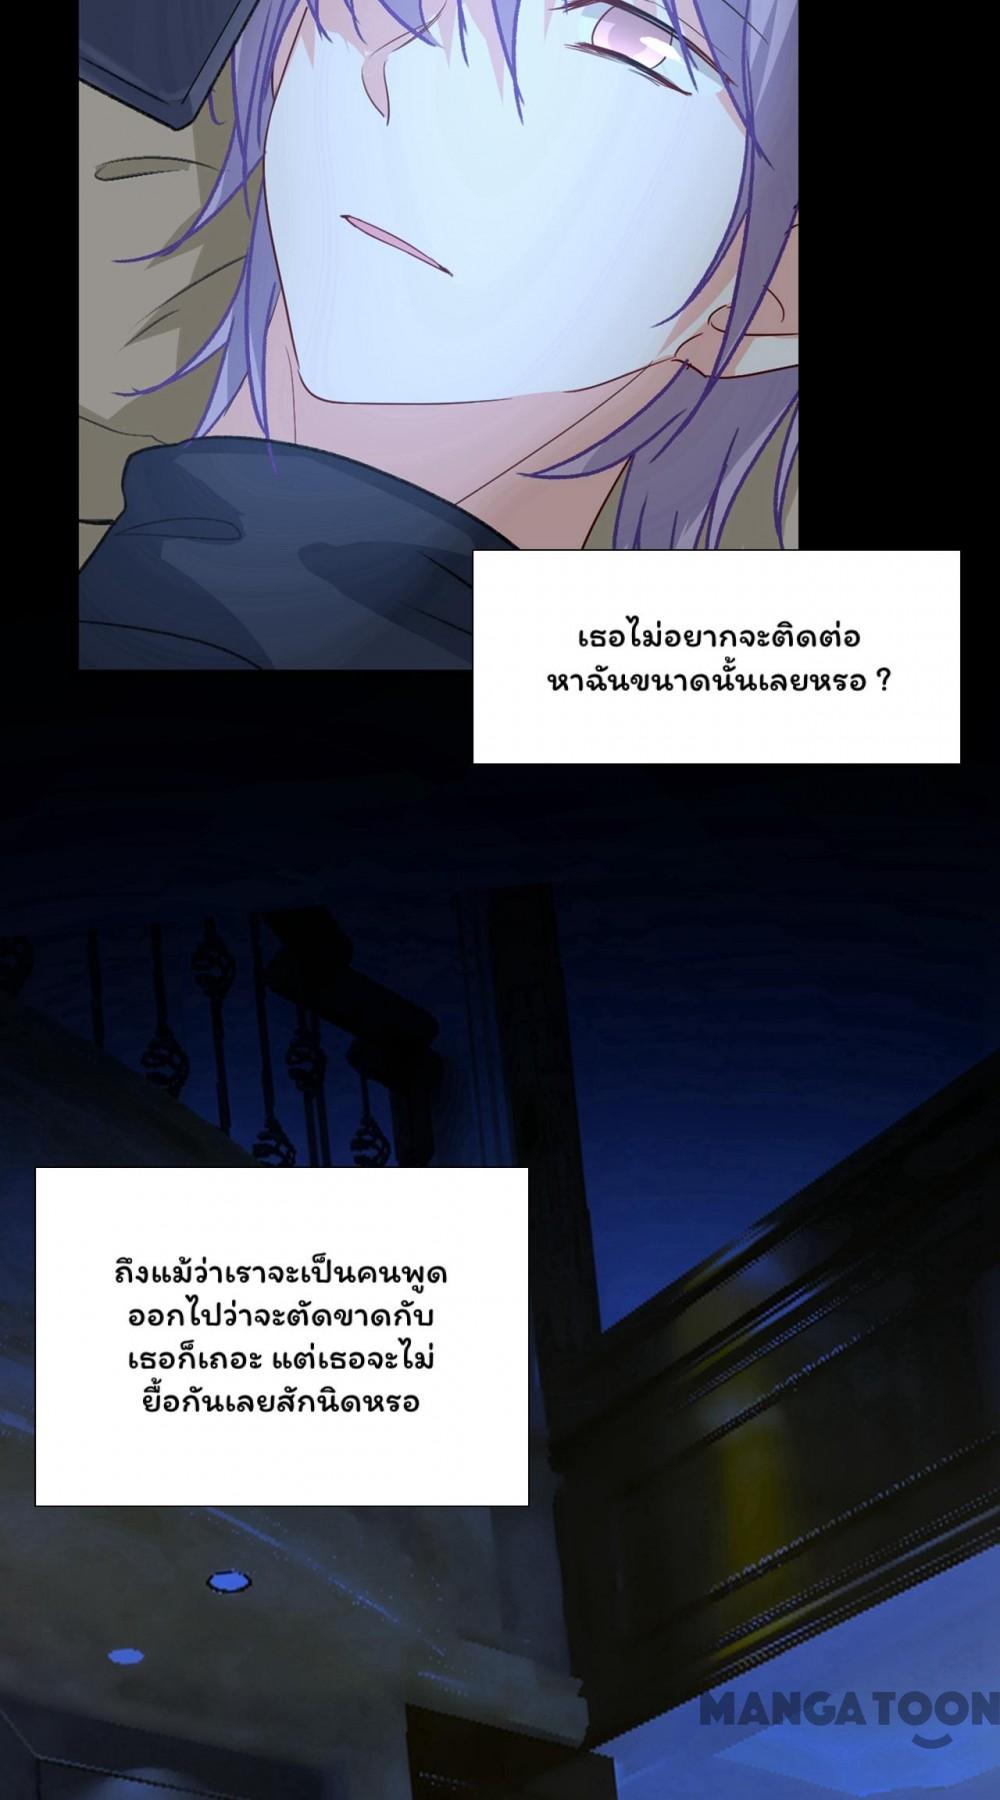 เธอไม่อยากจะติดต่อ
หาฉันขนาดนั้นเลยหรอ ?
ถึงแม้ว่าเราจะเป็นคนพูด
ออกไปว่าจะตัดขาดกับ
เธอก็เถอะ แต่เธอจะไม่
ยื้อกันเลยสักนิดหรอ
MANGATOON